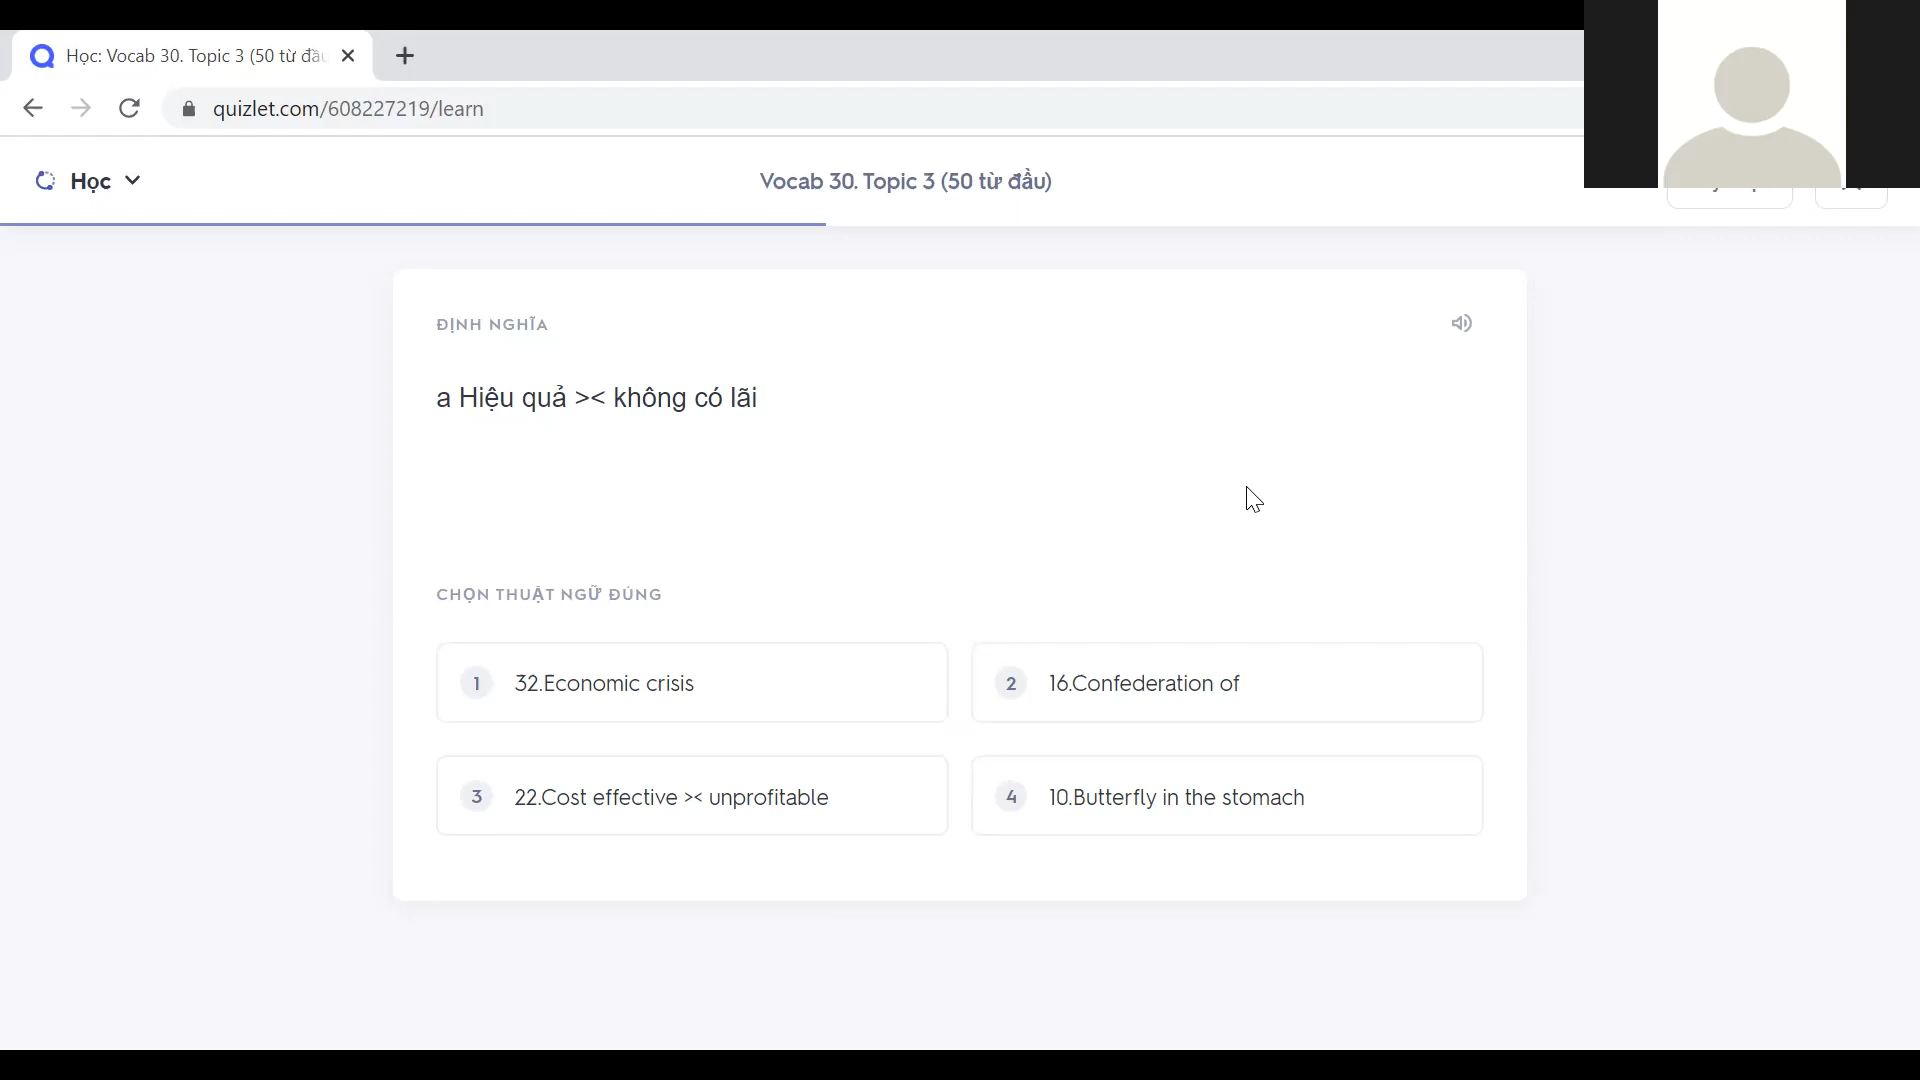 Học: Vocab 30. Topic 3 (50 từ đầu
quizlet.com/608227219/learn
Học
Vocab 30. Topic 3 (50 từ đầu)
ĐỊNH NGHĨA
a Hiệu quả >< không có lãi
CHỌN THUẬT NGỮ ĐÚNG
1 32.Economic crisis
2 16.Confederation of
3 22.Cost effective >< unprofitable
4 10.Butterfly in the stomach